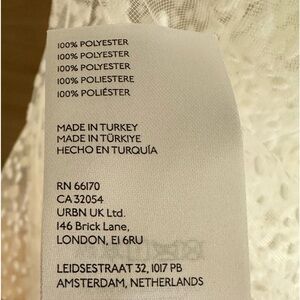 100% POLYESTER
100% POLYESTER
100% POLYESTER
100% POLIESTERE
100% POLIÉSTER
MADE IN TURKEY
MADE IN TÜRKIYE
HECHO EN TURQUÍA
RN 66170
CA 32054
URBN UK Ltd.
146 Brick Lane,
LONDON, E1 6RU
LEIDSESTRAAT 32, 1017 PB
AMSTERDAM, NETHERLANDS